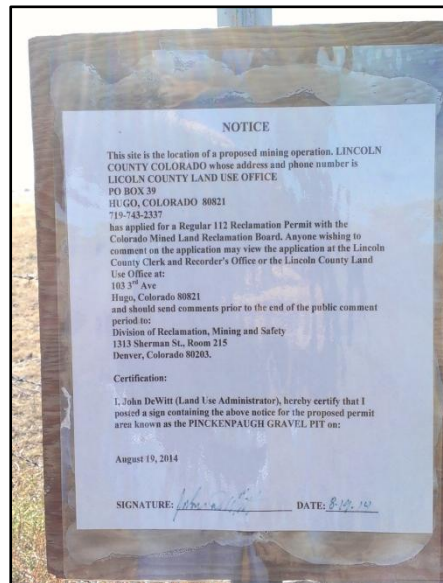 NOTICE
This site is the location of a proposed mining operation. LINCOLN
COUNTY COLORADO whose address and phone number is
LICOLN COUNTY LAND USE OFFICE
PO BOX 39
HUGO, COLORADO 80821
719-743-2337
has applied for a Regular 112 Reclamation Permit with the
Colorado Mined Land Reclamation Board. Anyone wishing to
comment on the application may view the application at the Lincoln
County Clerk and Recorder's Office or the Lincoln County Land
Use Office at:
103 3rd Ave
Hugo, Colorado 80821
and should send comments prior to the end of the public comment
period to:
Division of Reclamation, Mining and Safety
1313 Sherman St., Room 215
Denver, Colorado 80203.
Certification:
I, John DeWitt (Land Use Administrator), hereby certify that I
posted a sign containing the above notice for the proposed permit
area known as the PINCKENPAUGH GRAVEL PIT on:
August 19, 2014
SIGNATURE: DATE: 8-19-14